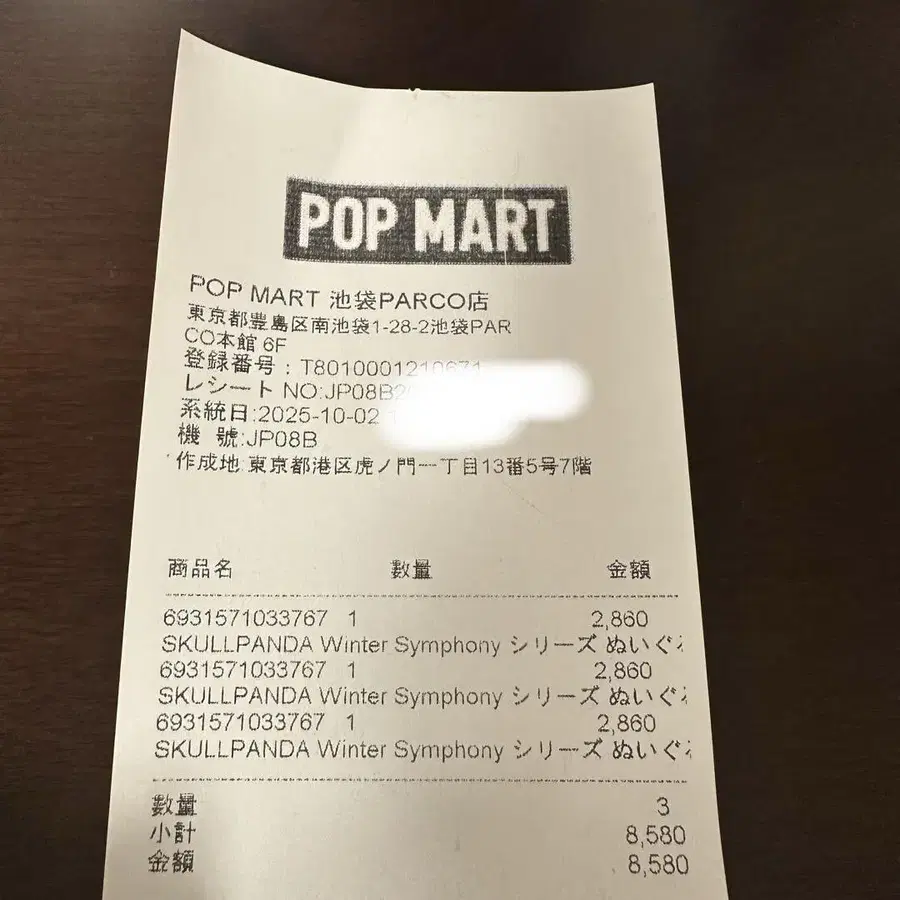 POP MART
POP MART 池袋PARCO店
東京都豊島区南池袋1-28-2池袋PAR
CO本館 6F
登録番号：T8010001210671
レシート NO:JP08B
系統日:2025-10-02
機 號:JP08B
作成地:東京都港区虎ノ門一丁目13番5号7階
商品名 数量 金額
6931571033767 1 2,860
SKULLPANDA Winter Symphony シリーズ ぬいぐ
6931571033767 1 2,860
SKULLPANDA Winter Symphony シリーズ ぬいぐ
6931571033767 1 2,860
SKULLPANDA Winter Symphony シリーズ ぬいぐ
數量 3
小計 8,580
金額 8,580